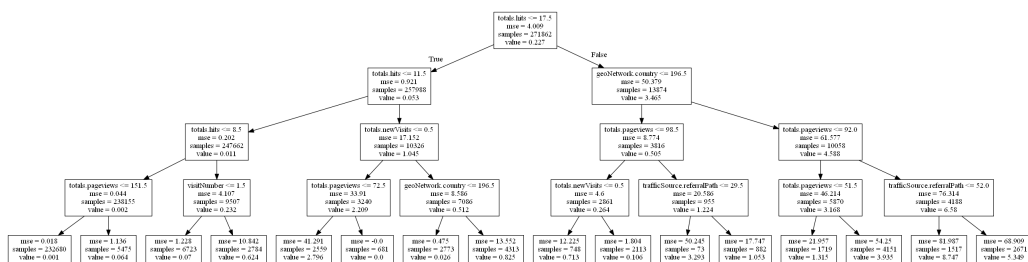 totals.hits <= 17.5
mse = 4.009
samples = 271862
value = 0.227
True
False
totals.hits <= 11.5
mse = 0.921
samples = 257988
value = 0.053
geoNetwork.country <= 196.5
mse = 50.379
samples = 13874
value = 3.465
totals.hits <= 8.5
mse = 0.202
samples = 247662
value = 0.011
totals.newVisits <= 0.5
mse = 17.152
samples = 10326
value = 1.045
totals.pageviews <= 98.5
mse = 8.774
samples = 3816
value = 0.505
totals.pageviews <= 92.0
mse = 61.577
samples = 10058
value = 4.588
totals.pageviews <= 151.5
mse = 0.044
samples = 238155
value = 0.002
visitNumber <= 1.5
mse = 4.107
samples = 9507
value = 0.232
totals.pageviews <= 72.5
mse = 33.91
samples = 3240
value = 2.209
geoNetwork.country <= 196.5
mse = 8.586
samples = 7086
value = 0.512
totals.newVisits <= 0.5
mse = 4.6
samples = 2861
value = 0.264
trafficSource.referralPath <= 29.5
mse = 20.586
samples = 955
value = 1.224
totals.pageviews <= 51.5
mse = 46.214
samples = 5870
value = 3.168
trafficSource.referralPath <= 52.0
mse = 76.314
samples = 4188
value = 6.58
mse = 0.018
samples = 232680
value = 0.001
mse = 1.136
samples = 5475
value = 0.064
mse = 1.228
samples = 6723
value = 0.07
mse = 10.842
samples = 2784
value = 0.624
mse = 41.291
samples = 2559
value = 2.796
mse = -0.0
samples = 681
value = 0.0
mse = 0.475
samples = 2773
value = 0.026
mse = 13.552
samples = 4313
value = 0.825
mse = 12.225
samples = 748
value = 0.713
mse = 1.804
samples = 2113
value = 0.106
mse = 50.245
samples = 73
value = 3.293
mse = 17.747
samples = 882
value = 1.053
mse = 21.957
samples = 1719
value = 1.315
mse = 54.25
samples = 4151
value = 3.935
mse = 81.987
samples = 1517
value = 8.747
mse = 68.909
samples = 2671
value = 5.349